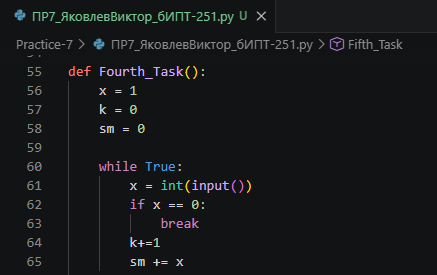 ПР7_ЯковлевВиктор_бИПТ-251.py U
Practice-7 > ПР7_ЯковлевВиктор_бИПТ-251.py > Fifth_Task
55 def Fourth_Task():
56     x = 1
57     k = 0
58     sm = 0
59
60     while True:
61         x = int(input())
62         if x == 0:
63             break
64         k+=1
65         sm += x